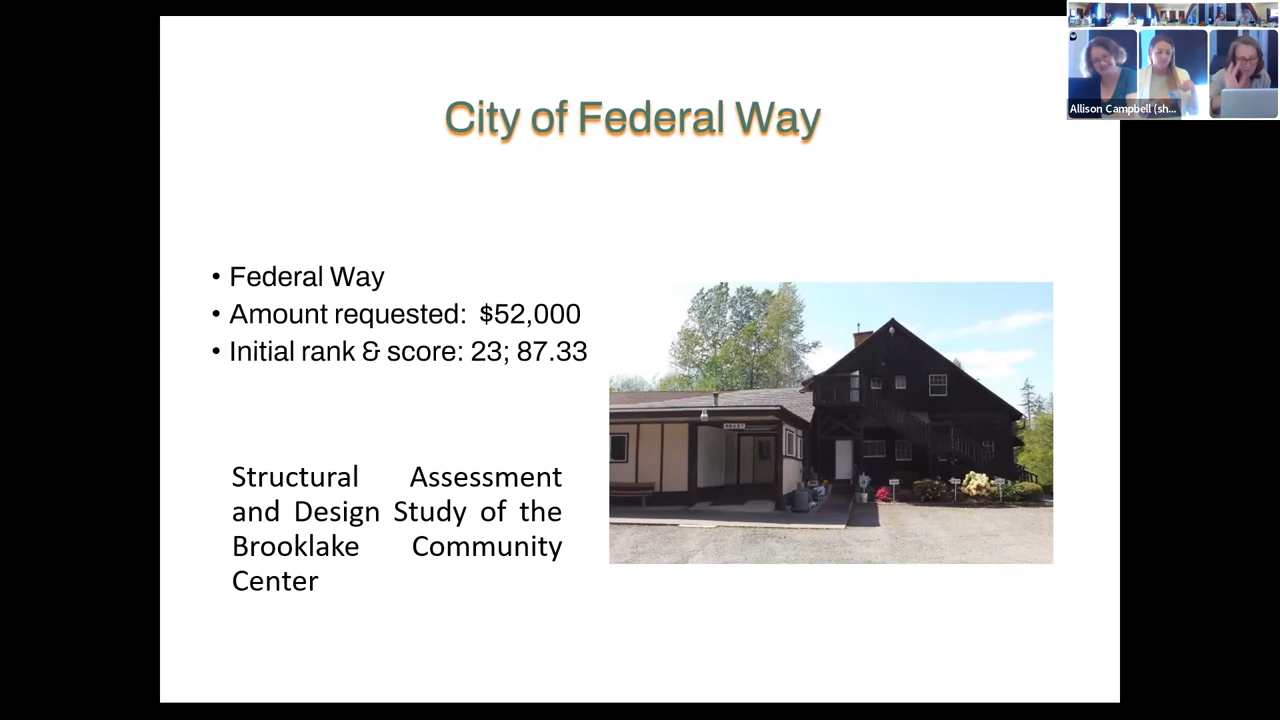 City of Federal Way
• Federal Way
• Amount requested: $52,000
• Initial rank & score: 23; 87.33
Structural Assessment
and Design Study of the
Brooklake Community
Center
Allison Campbell (sh...